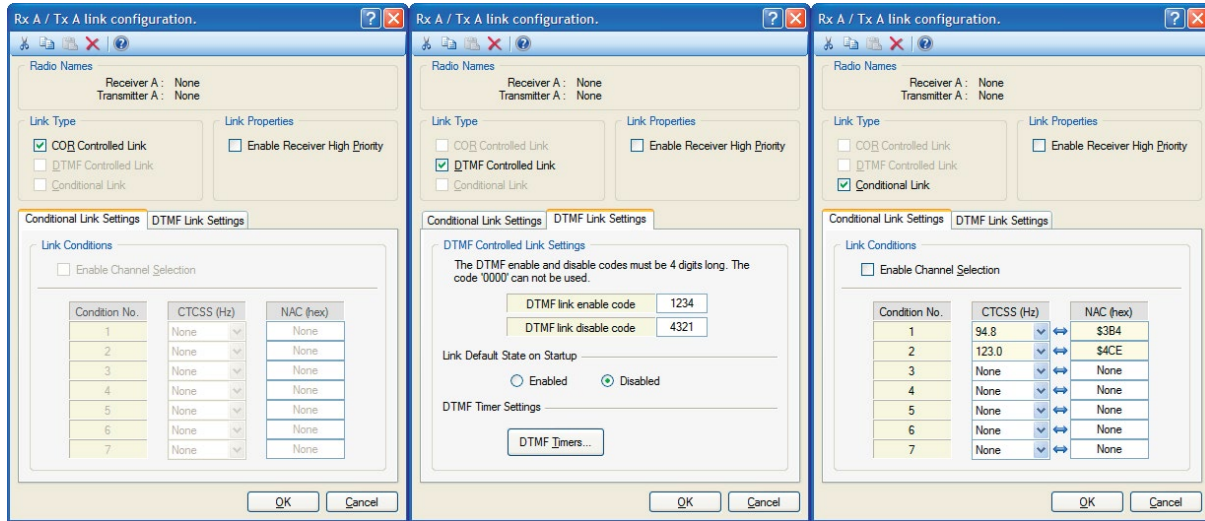 Rx A / Tx A link configuration.
Radio Names
Receiver A : None
Transmitter A : None
Link Type
Link Properties
COR Controlled Link
Enable Receiver High Priority
DTMF Controlled Link
Conditional Link
Conditional Link Settings DTMF Link Settings
Link Conditions
Enable Channel Selection
Condition No. CTCSS (Hz) NAC (hex)
1 None None
2 None None
3 None None
4 None None
5 None None
6 None None
7 None None
OK Cancel
Rx A / Tx A link configuration.
Radio Names
Receiver A : None
Transmitter A : None
Link Type
Link Properties
COR Controlled Link
Enable Receiver High Priority
DTMF Controlled Link
Conditional Link
Conditional Link Settings DTMF Link Settings
DTMF Controlled Link Settings
The DTMF enable and disable codes must be 4 digits long. The
code '0000' can not be used.
DTMF link enable code 1234
DTMF link disable code 4321
Link Default State on Startup
Enabled Disabled
DTMF Timer Settings
DTMF Timers...
OK Cancel
Rx A / Tx A link configuration.
Radio Names
Receiver A : None
Transmitter A : None
Link Type
Link Properties
COR Controlled Link
Enable Receiver High Priority
DTMF Controlled Link
Conditional Link
Conditional Link Settings DTMF Link Settings
Link Conditions
Enable Channel Selection
Condition No. CTCSS (Hz) NAC (hex)
1 94.8 $3B4
2 123.0 $4CE
3 None None
4 None None
5 None None
6 None None
7 None None
OK Cancel